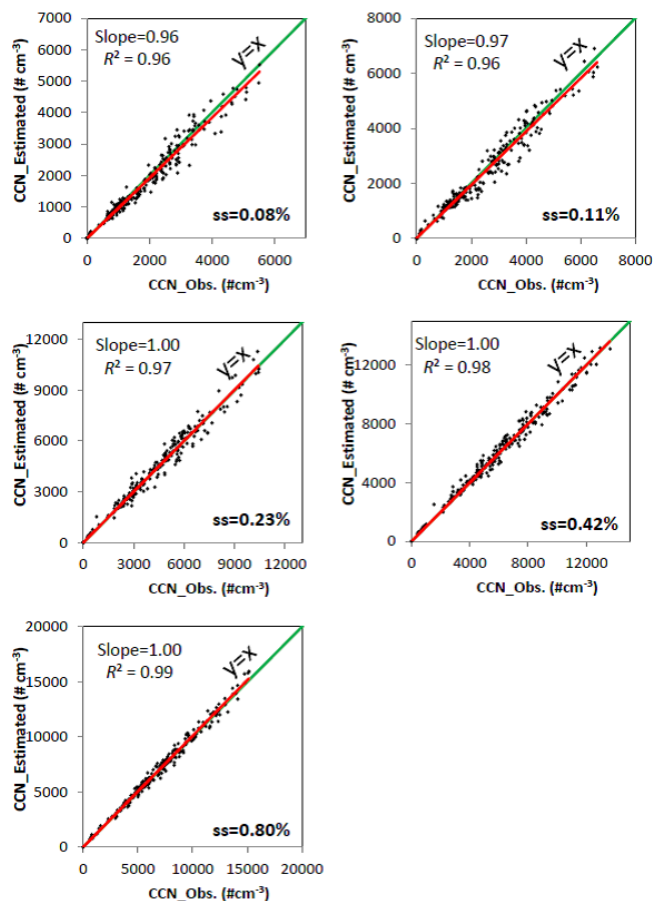 7000
6000
5000
4000
3000
2000
1000
0
CCN_Estimated (# cm⁻³)
Slope=0.96
R² = 0.96
y=x
ss=0.08%
0 2000 4000 6000
CCN_Obs. (#cm⁻³)
8000
6000
4000
2000
0
CCN_Estimated (# cm⁻³)
Slope=0.97
R² = 0.96
y=x
ss=0.11%
0 2000 4000 6000 8000
CCN_Obs. (#cm⁻³)
12000
9000
6000
3000
0
CCN_Estimated (# cm⁻³)
Slope=1.00
R² = 0.97
y=x
ss=0.23%
0 3000 6000 9000 12000
CCN_Obs. (#cm⁻³)
12000
8000
4000
0
CCN_Estimated (# cm⁻³)
Slope=1.00
R² = 0.98
y=x
ss=0.42%
0 4000 8000 12000
CCN_Obs. (#cm⁻³)
20000
15000
10000
5000
0
CCN_Estimated (# cm⁻³)
Slope=1.00
R² = 0.99
y=x
ss=0.80%
0 5000 10000 15000 20000
CCN_Obs. (#cm⁻³)